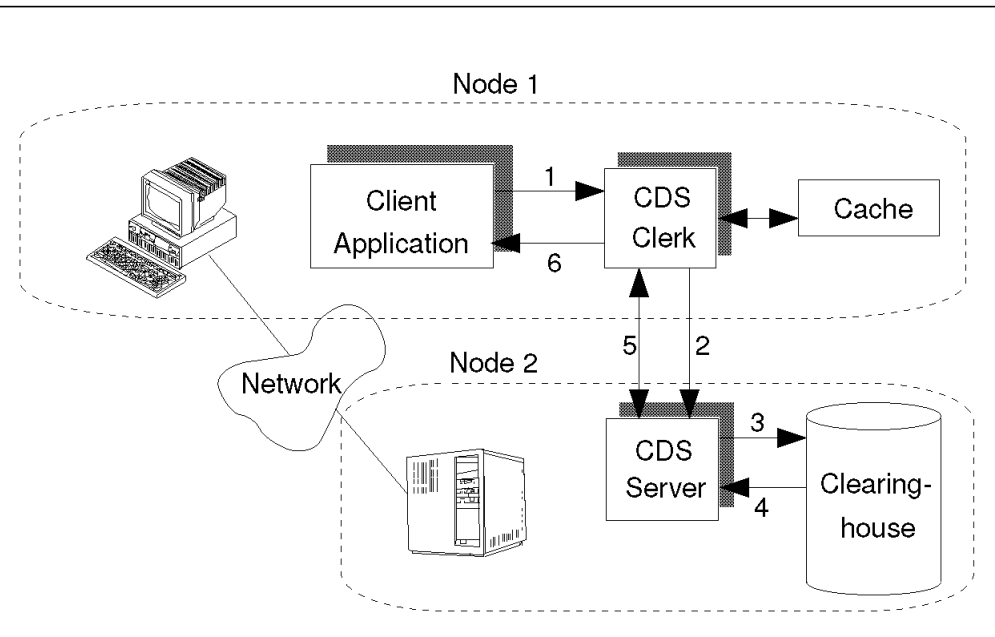 Node 1
Client
Application
1
6
CDS
Clerk
Cache
5
2
Network
Node 2
CDS
Server
3
4
Clearing-
house